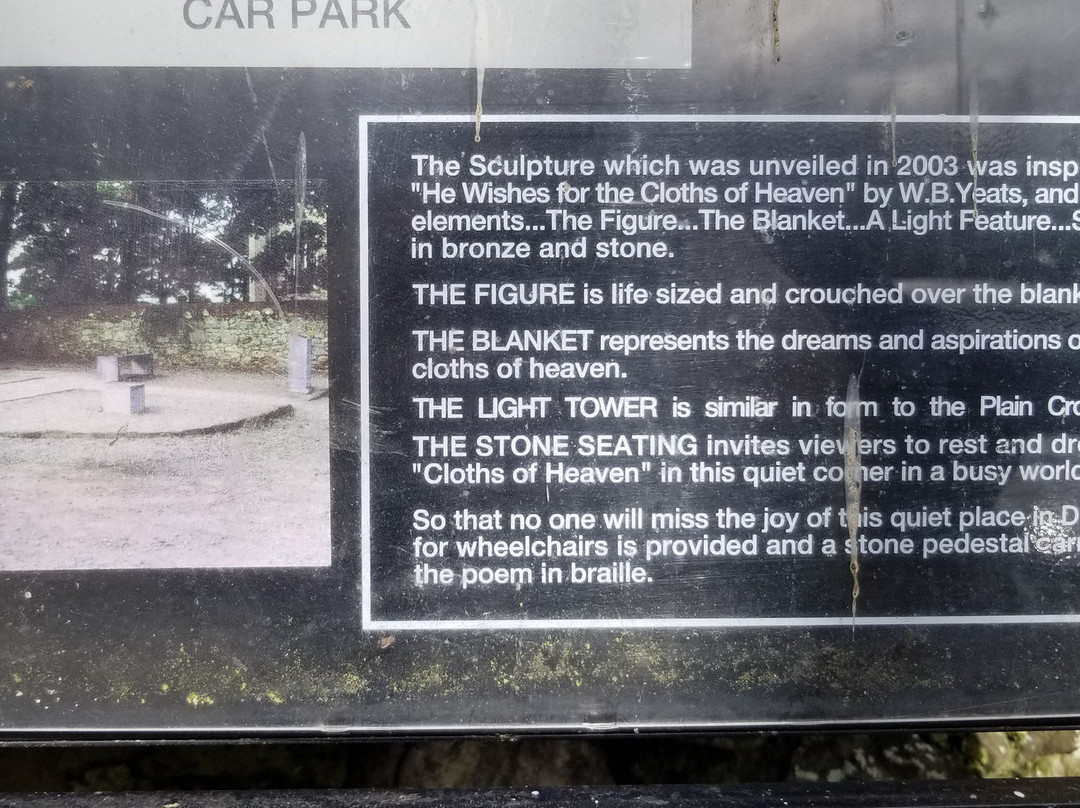 CAR PARK
The Sculpture which was unveiled in 2003 was insp
"He Wishes for the Cloths of Heaven" by W.B.Yeats, and
elements...The Figure...The Blanket...A Light Feature...S
in bronze and stone.
THE FIGURE is life sized and crouched over the blank
THE BLANKET represents the dreams and aspirations o
cloths of heaven.
THE LIGHT TOWER is similar in form to the Plain Cro
THE STONE SEATING invites viewers to rest and dre
"Cloths of Heaven" in this quiet corner in a busy world
So that no one will miss the joy of this quiet place in D
for wheelchairs is provided and a stone pedestal carr
the poem in braille.